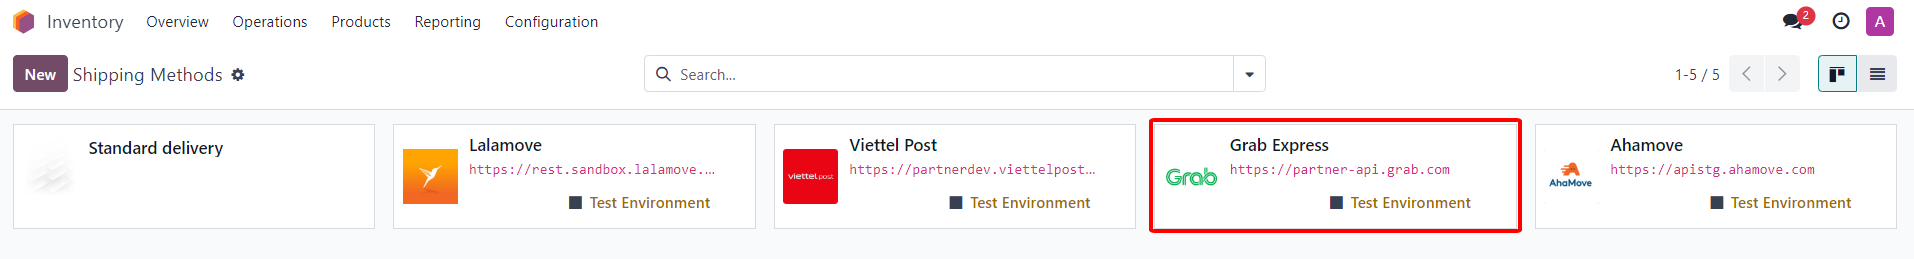 Inventory Overview Operations Products Reporting Configuration 2 A
New Shipping Methods Search... 1-5 / 5
Standard delivery
Lalamove
https://rest.sandbox.lalamove....
Test Environment
viettel post
Viettel Post
https://partnerdev.viettelpost...
Test Environment
Grab
Grab Express
https://partner-api.grab.com
Test Environment
AhaMove
Ahamove
https://apistg.ahamove.com
Test Environment